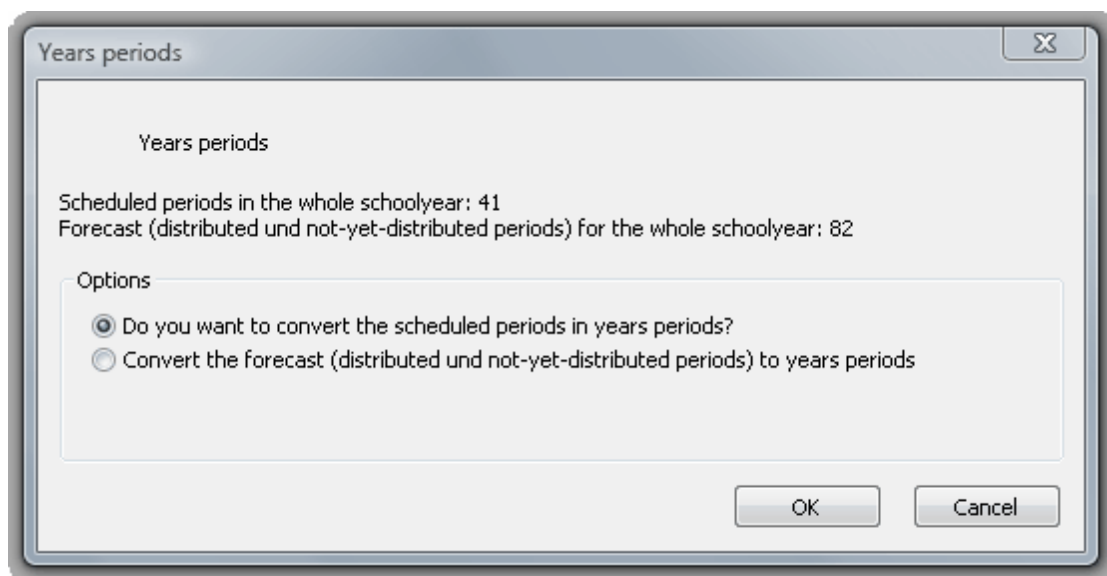 Years periods
Years periods
Scheduled periods in the whole schoolyear: 41
Forecast (distributed und not-yet-distributed periods) for the whole schoolyear: 82
Options
Do you want to convert the scheduled periods in years periods?
Convert the forecast (distributed und not-yet-distributed periods) to years periods
OK Cancel